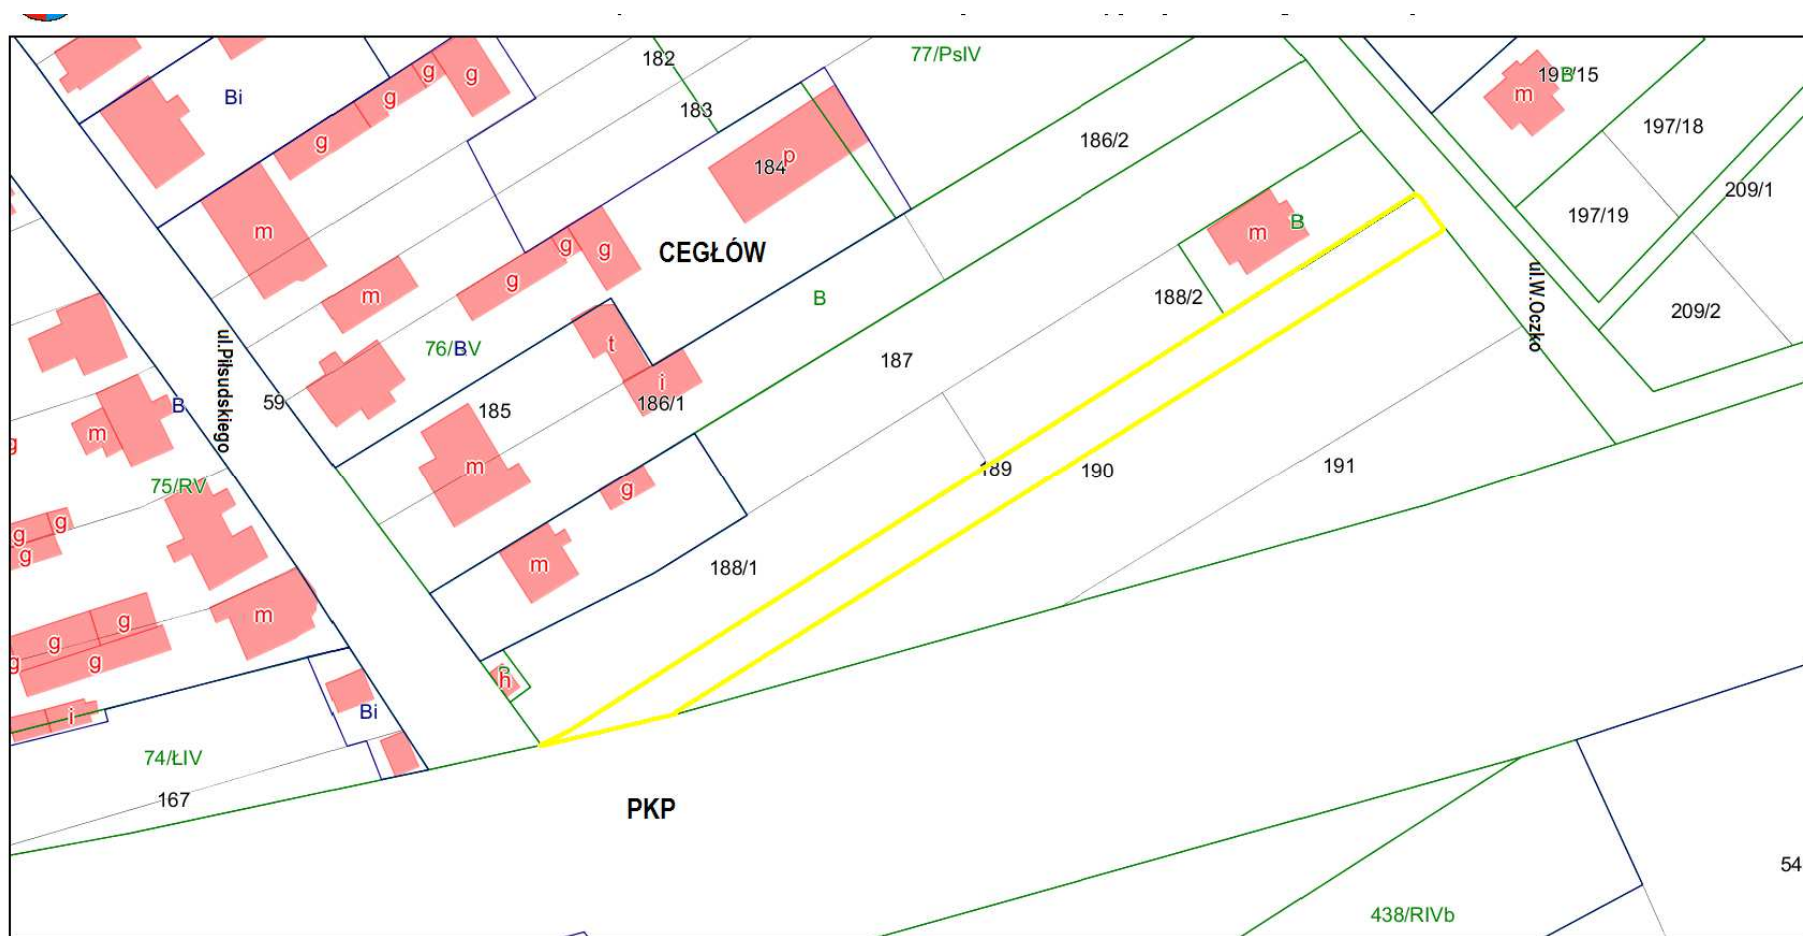 182
77/PsIV
g
g
197/15
B
Bi
g
m
183
197/18
g
186/2
184
p
209/1
197/19
m
B
m
g
g
CEGŁÓW
ul.W.Oczko
g
m
188/2
B
209/2
ul.Piłsudskiego
t
76/BV
187
i
59
B
185
186/1
m
g
m
189
190
191
75/RV
g
g
g
g
m
188/1
m
g
g
g
g
h
i
Bi
74/ŁIV
167
PKP
54
438/RIVb